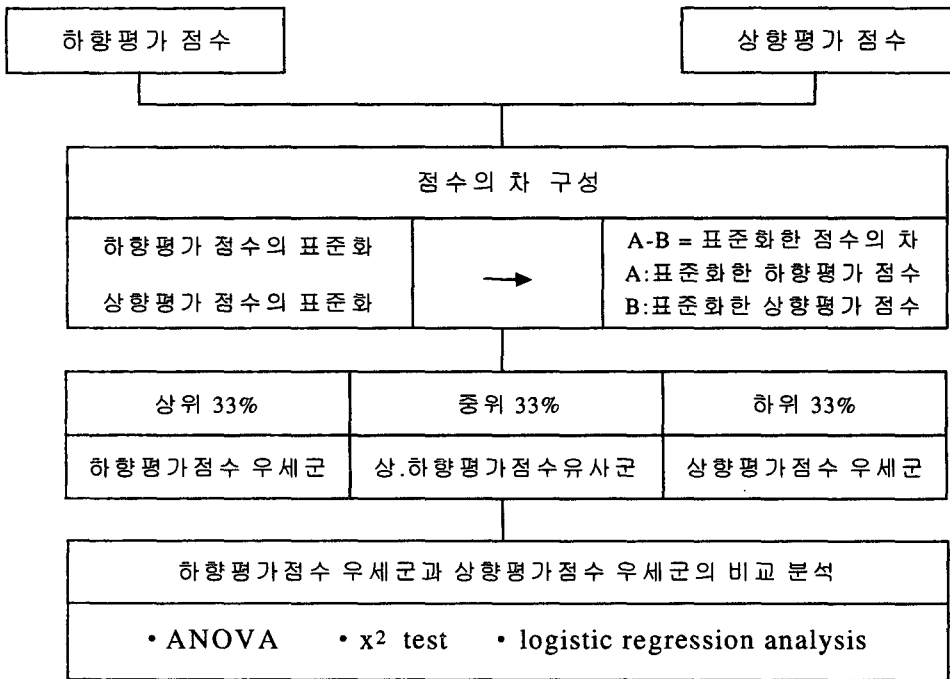 하향평가 점수
상향평가 점수
점수의 차 구성
하향평가 점수의 표준화
상향평가 점수의 표준화
A-B = 표준화한 점수의 차
A:표준화한 하향평가 점수
B:표준화한 상향평가 점수
상위 33%
중위 33%
하위 33%
하향평가점수 우세군
상.하향평가점수유사군
상향평가점수 우세군
하향평가점수 우세군과 상향평가점수 우세군의 비교 분석
• ANOVA • x² test • logistic regression analysis